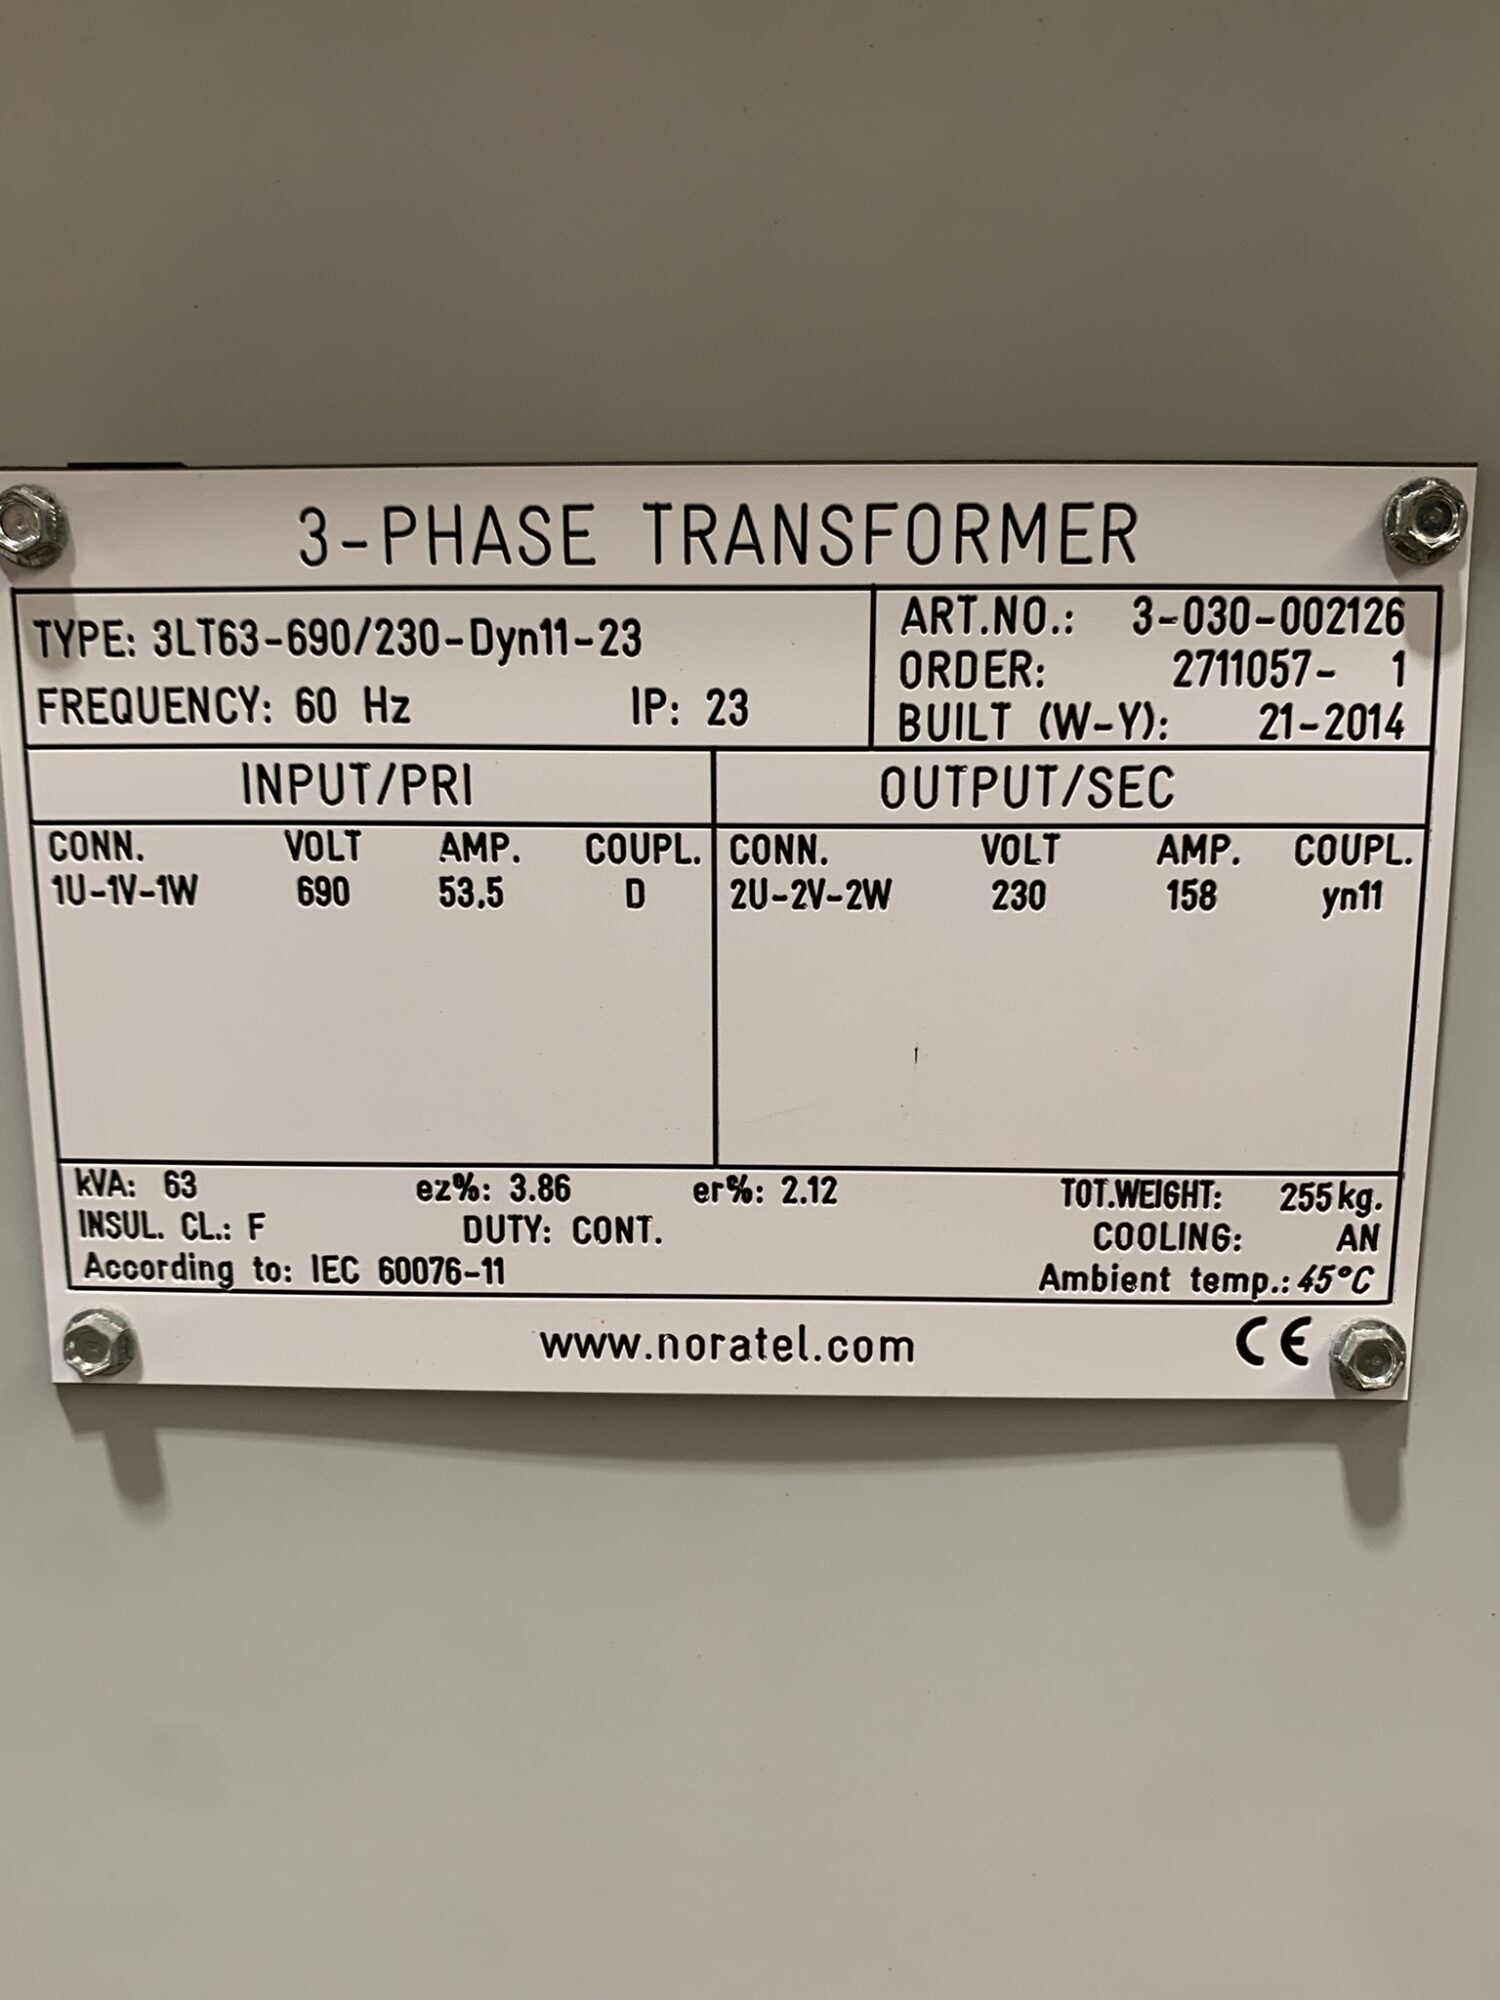 3-PHASE TRANSFORMER
TYPE: 3LT63-690/230-Dyn11-23
FREQUENCY: 60 Hz IP: 23
ART.NO.: 3-030-002126
ORDER: 2711057- 1
BUILT (W-Y): 21-2014
INPUT/PRI
CONN. VOLT AMP. COUPL.
1U-1V-1W 690 53.5 D
OUTPUT/SEC
CONN. VOLT AMP. COUPL.
2U-2V-2W 230 158 yn11
kVA: 63 ez%: 3.86 er%: 2.12 TOT.WEIGHT: 255kg.
INSUL. CL.: F DUTY: CONT. COOLING: AN
According to: IEC 60076-11 Ambient temp.: 45°C
www.noratel.com CE